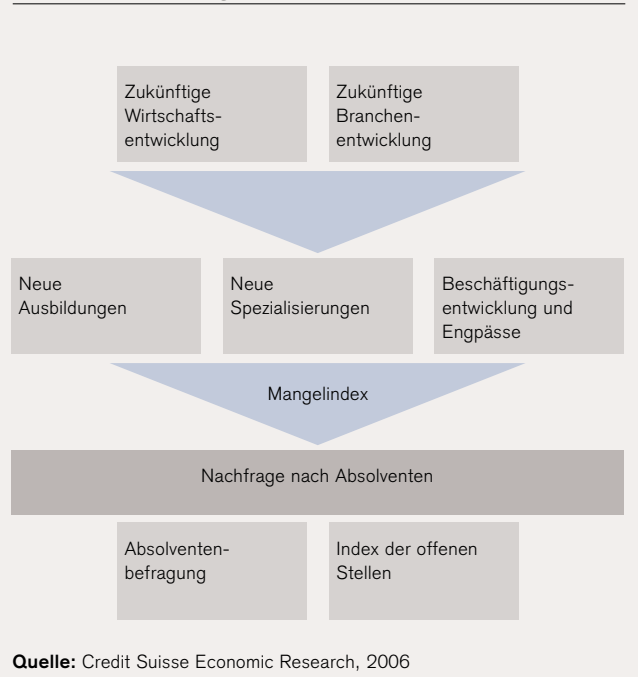 Zukünftige
Wirtschafts-
entwicklung
Zukünftige
Branchen-
entwicklung
Neue
Ausbildungen
Neue
Spezialisierungen
Beschäftigungs-
entwicklung und
Engpässe
Mangelindex
Nachfrage nach Absolventen
Absolventen-
befragung
Index der offenen
Stellen
Quelle: Credit Suisse Economic Research, 2006